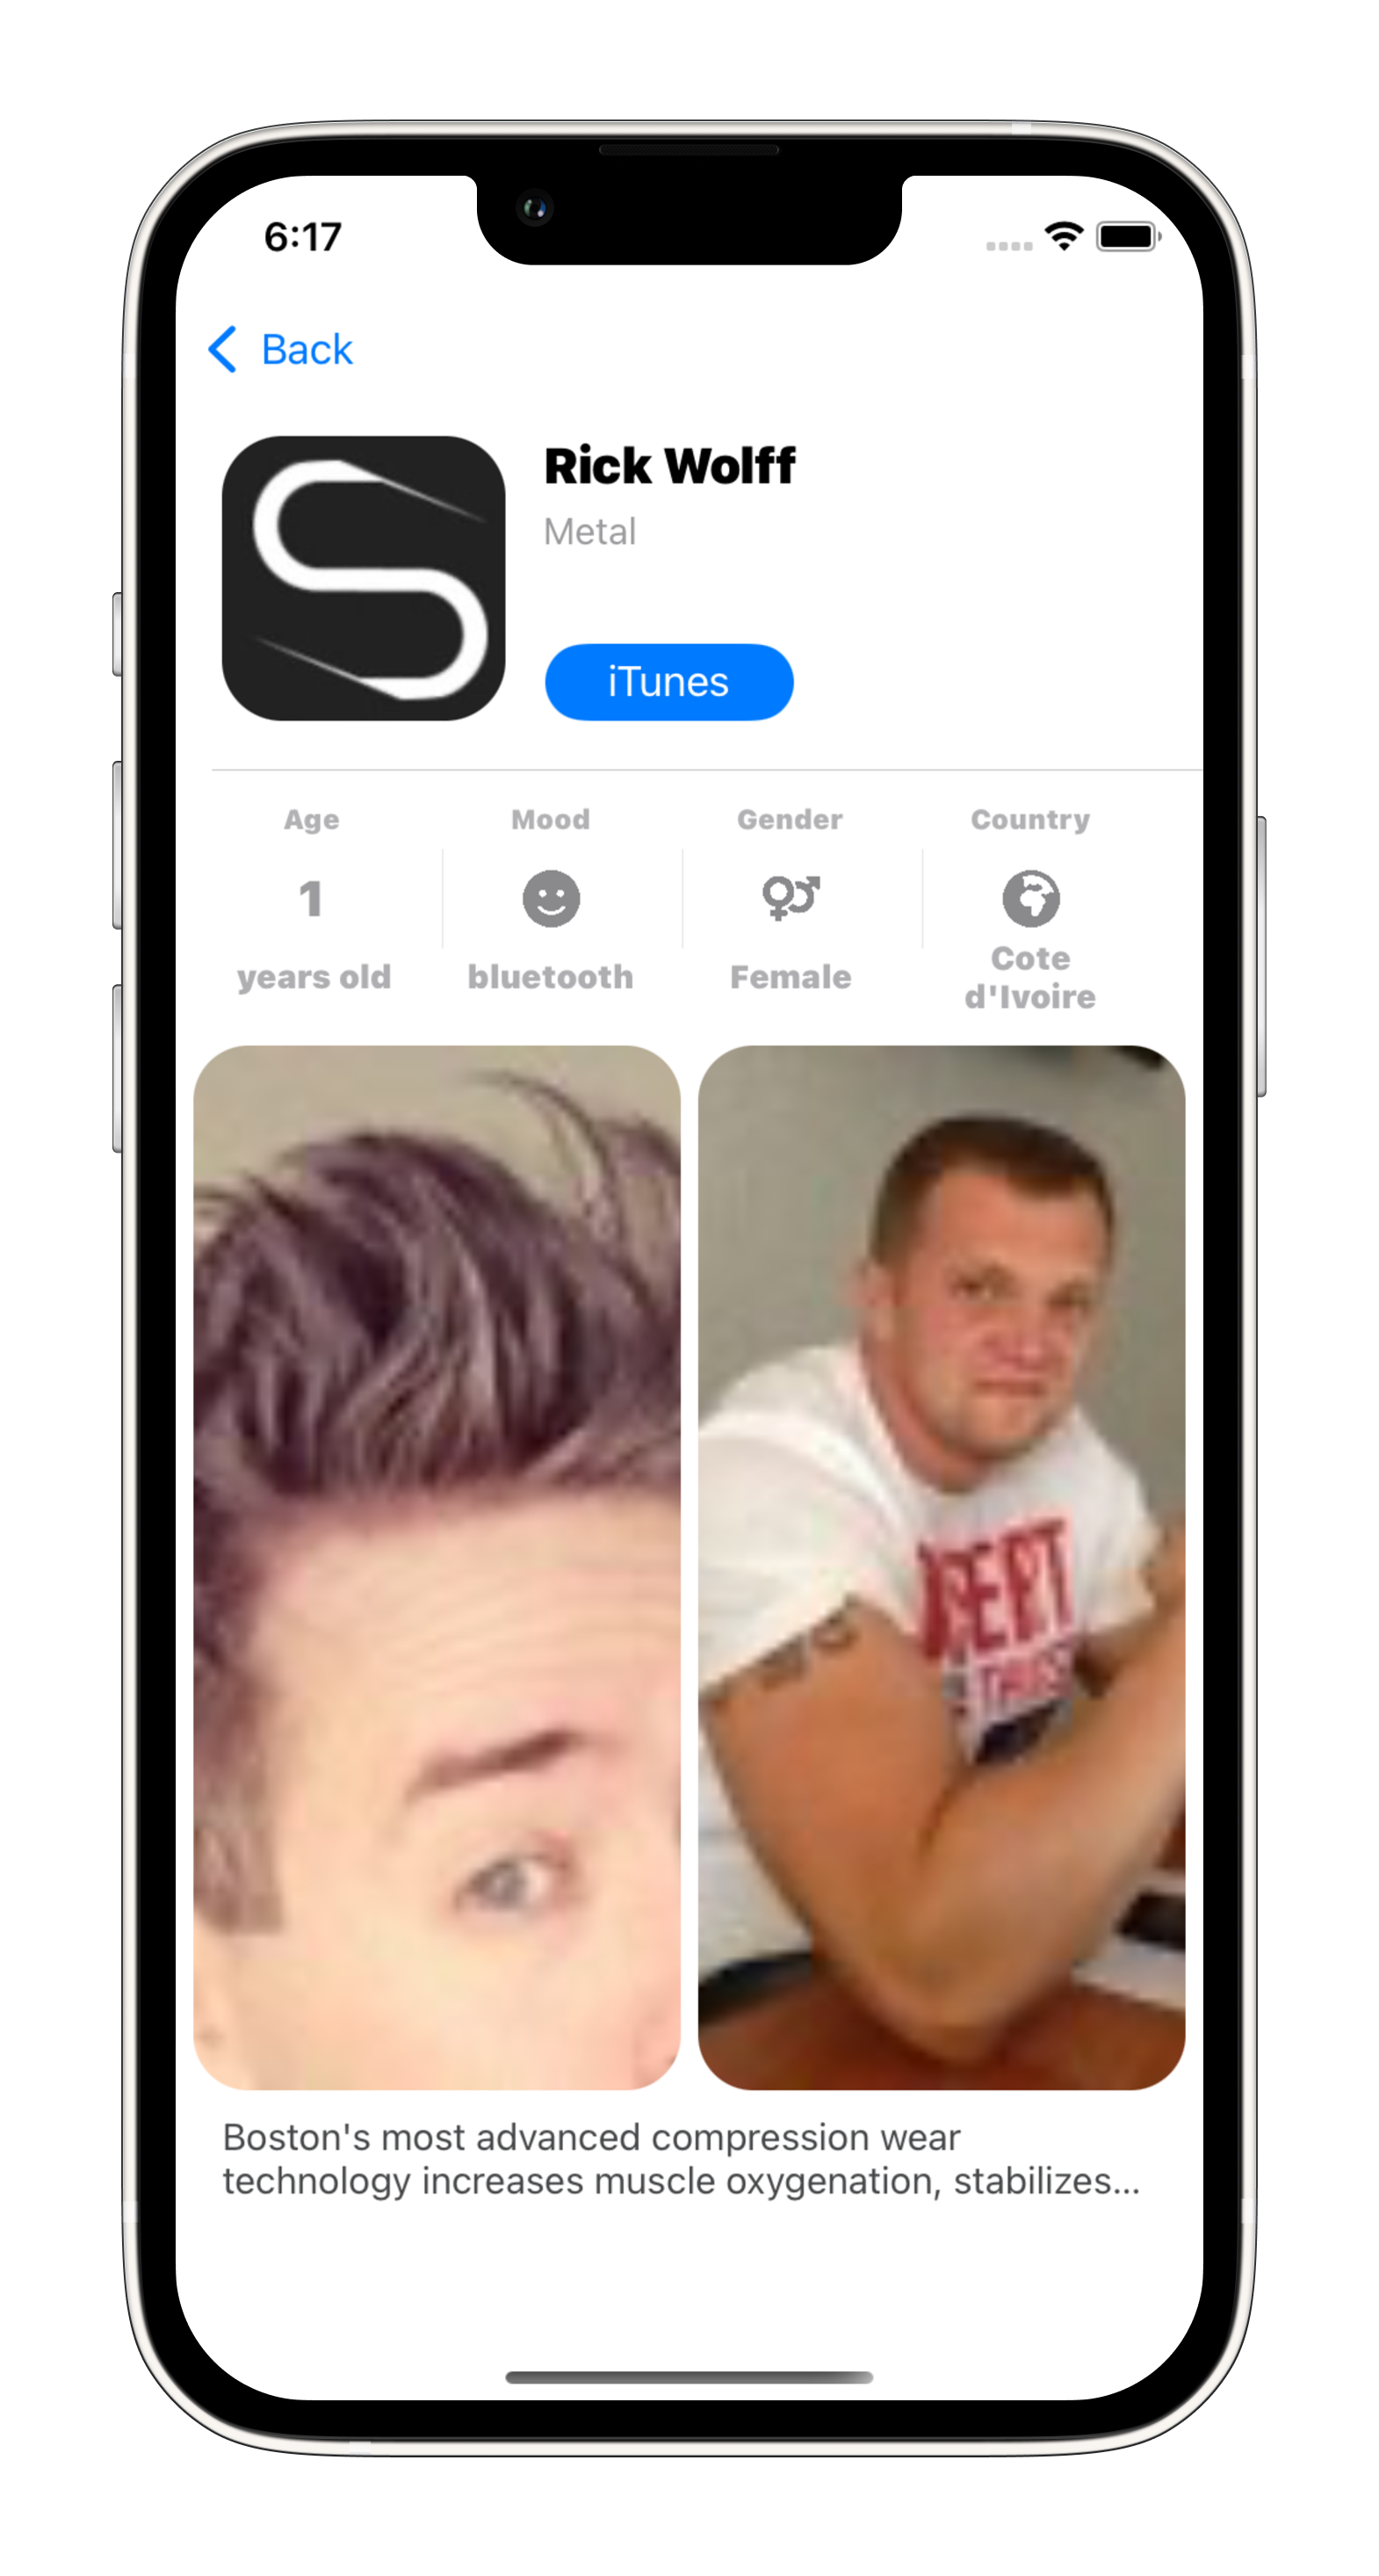 6:17
Back
Rick Wolff
Metal
iTunes
Age
Mood
Gender
Country
1
years old
bluetooth
Female
Cote
d'Ivoire
Boston's most advanced compression wear
technology increases muscle oxygenation, stabilizes...